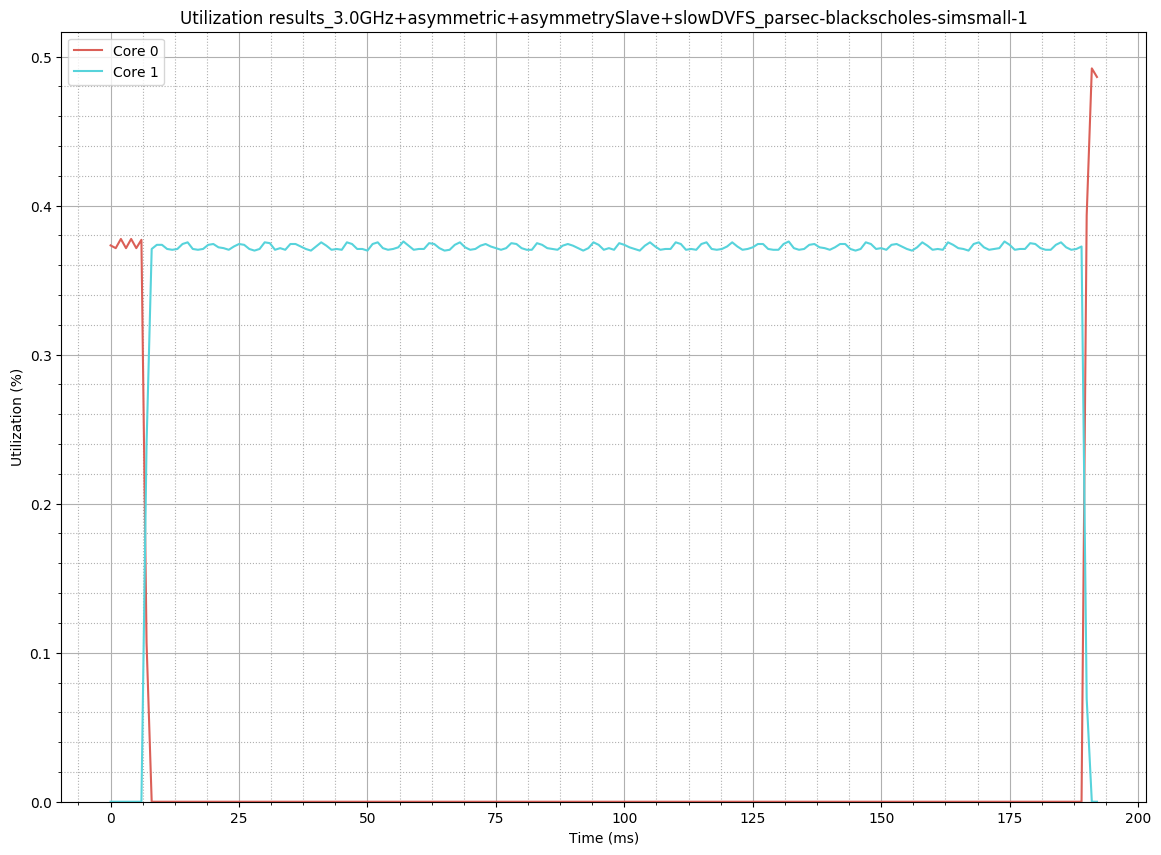 Utilization results_3.0GHz+asymmetric+asymmetrySlave+slowDVFS_parsec-blackscholes-simsmall-1
Core 0
Core 1
Utilization (%)
0.5
0.4
0.3
0.2
0.1
0.0
0 25 50 75 100 125 150 175 200
Time (ms)